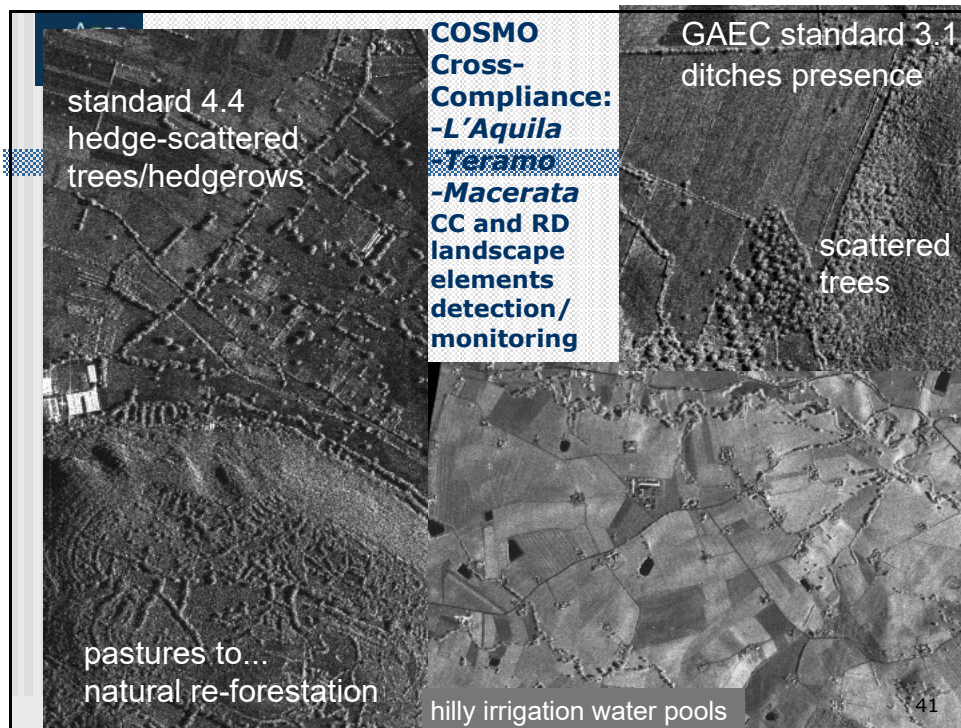 standard 4.4
hedge-scattered
trees/hedgerows
pastures to...
natural re-forestation
COSMO
Cross-
Compliance:
-L’Aquila
-Teramo
-Macerata
CC and RD
landscape
elements
detection/
monitoring
GAEC standard 3.1
ditches presence
scattered
trees
hilly irrigation water pools
41